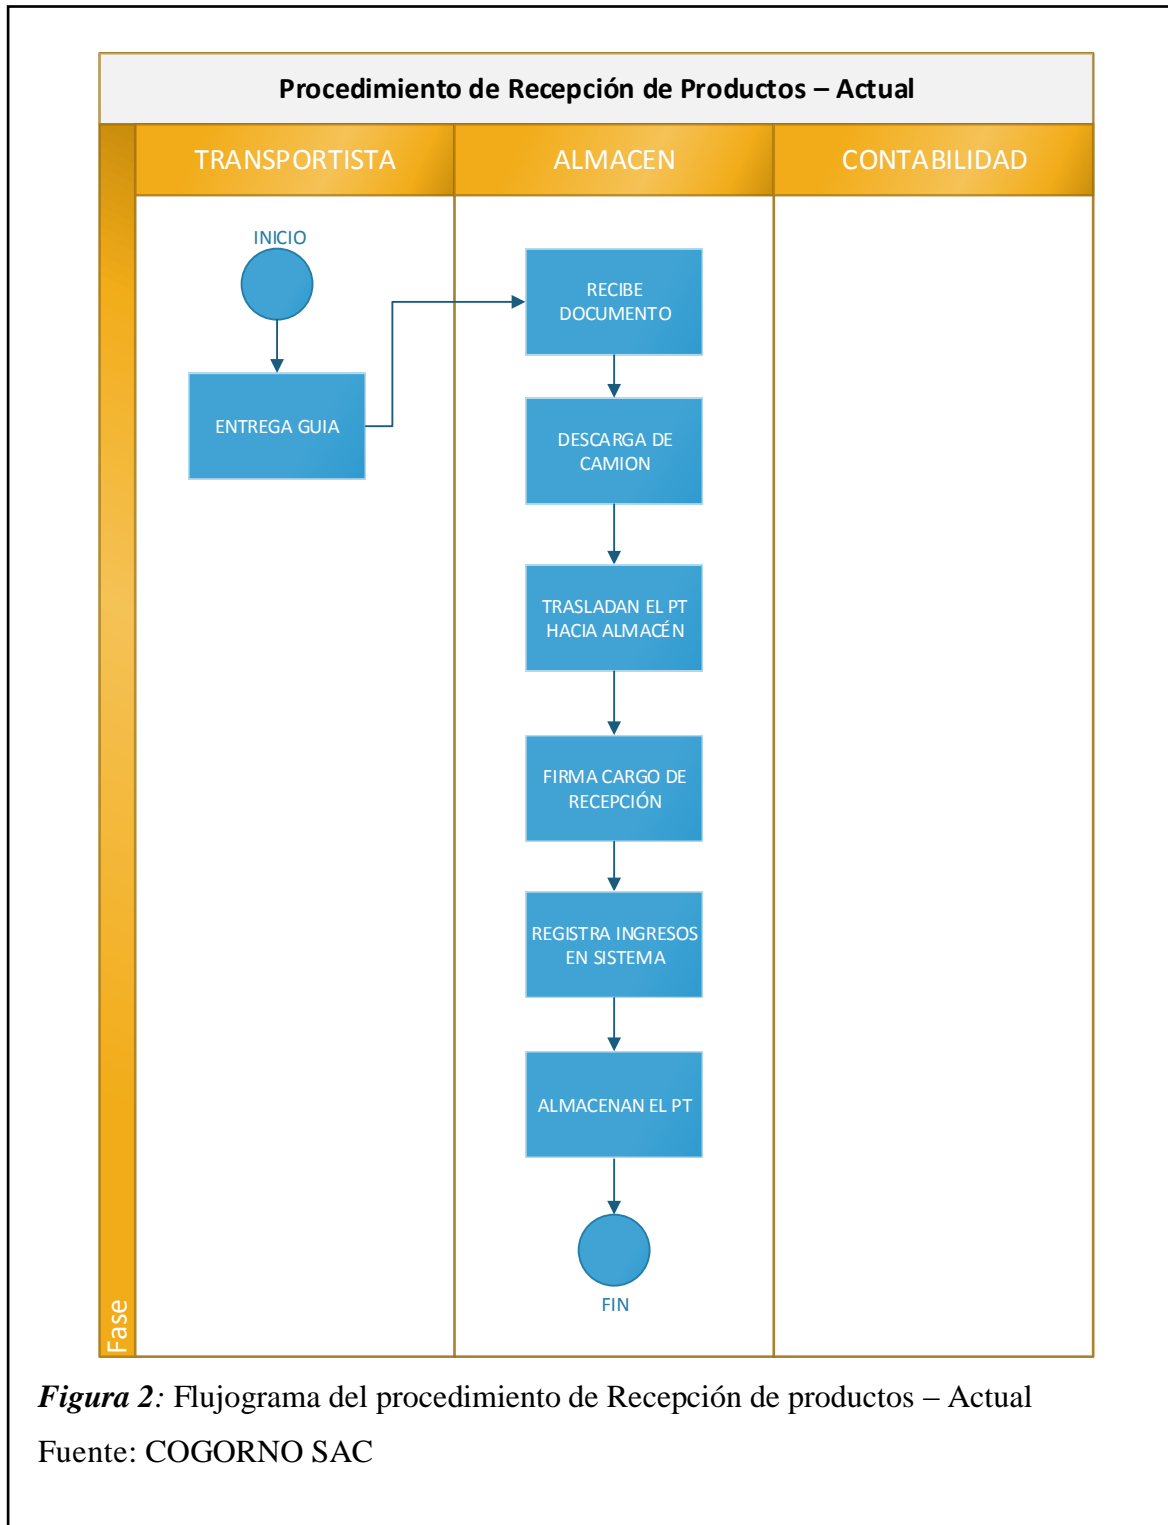 Procedimiento de Recepción de Productos – Actual
TRANSPORTISTA
ALMACEN
CONTABILIDAD
INICIO
ENTREGA GUIA
RECIBE
DOCUMENTO
DESCARGA DE
CAMION
TRASLADAN EL PT
HACIA ALMACÉN
FIRMA CARGO DE
RECEPCIÓN
REGISTRA INGRESOS
EN SISTEMA
ALMACENAN EL PT
FIN
Fase
Figura 2: Flujograma del procedimiento de Recepción de productos – Actual
Fuente: COGORNO SAC